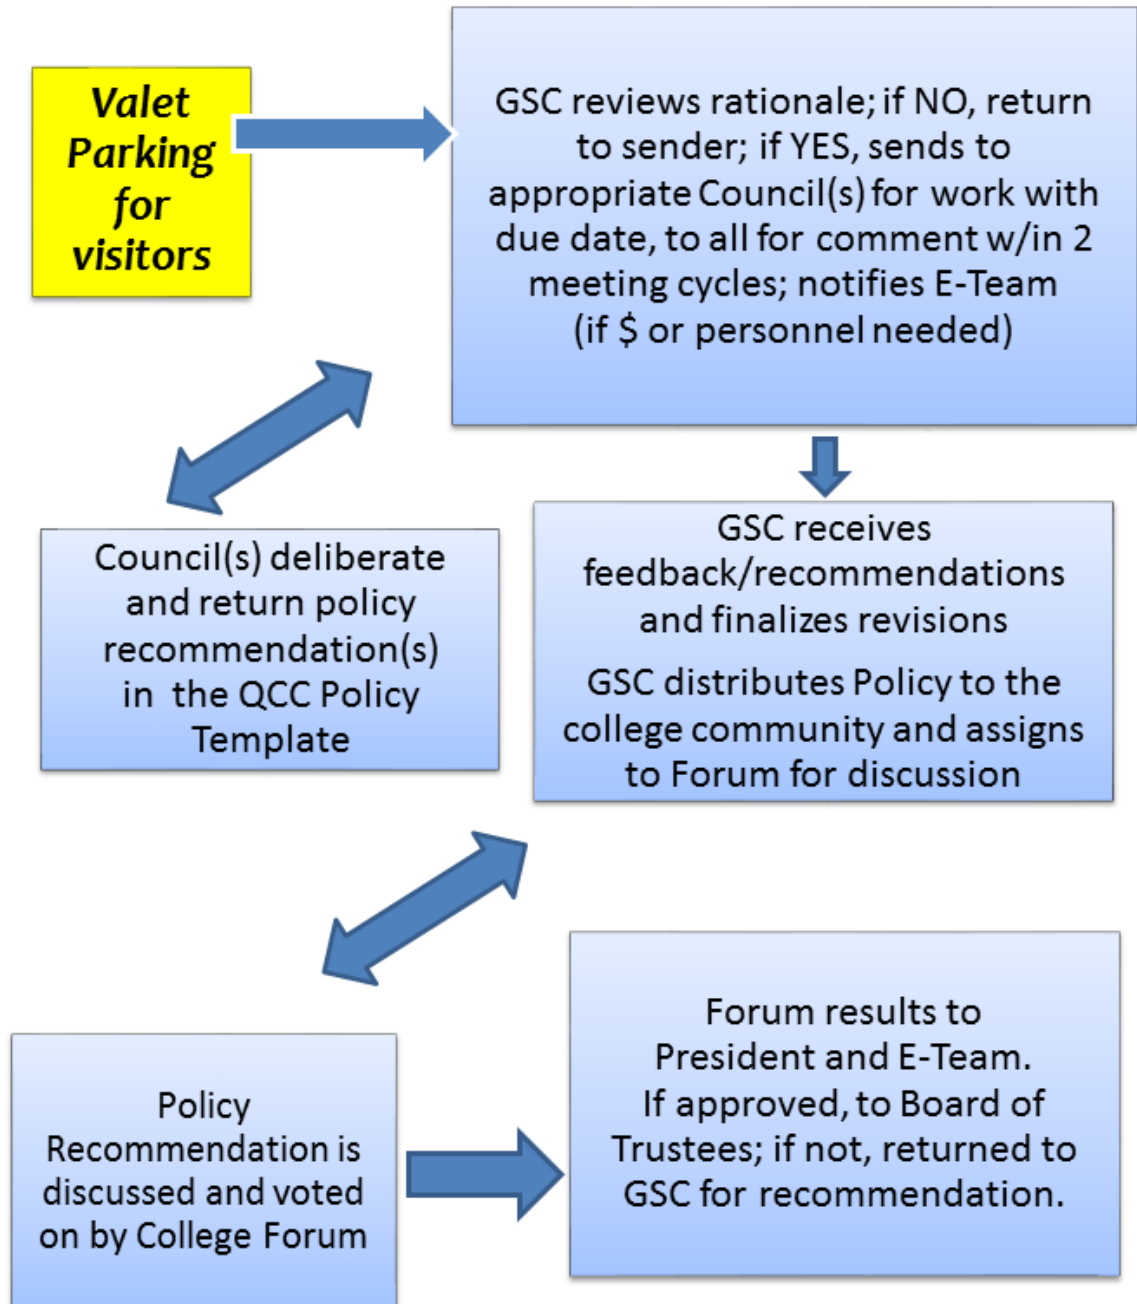 Valet
Parking
for
visitors
GSC reviews rationale; if NO, return
to sender; if YES, sends to
appropriate Council(s) for work with
due date, to all for comment w/in 2
meeting cycles; notifies E-Team
(if $ or personnel needed)
Council(s) deliberate
and return policy
recommendation(s)
in the QCC Policy
Template
GSC receives
feedback/recommendations
and finalizes revisions
GSC distributes Policy to the
college community and assigns
to Forum for discussion
Policy
Recommendation is
discussed and voted
on by College Forum
Forum results to
President and E-Team.
If approved, to Board of
Trustees; if not, returned to
GSC for recommendation.